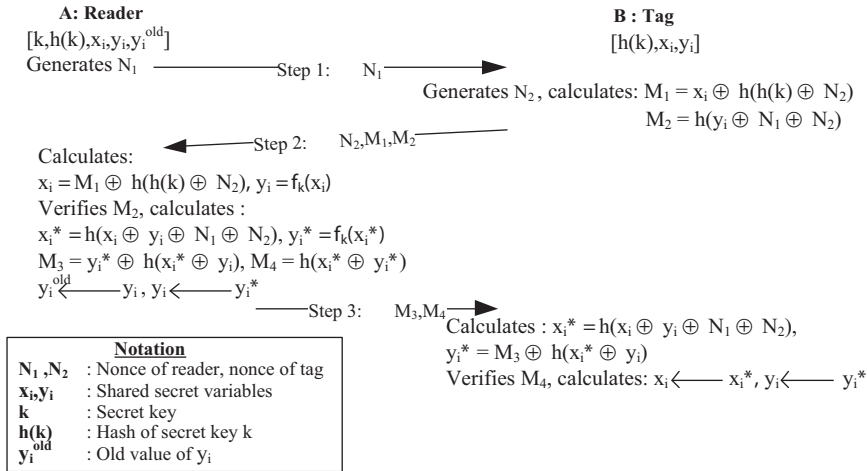 A: Reader
B : Tag
[k,h(k),xᵢ,yᵢ,yᵢᵒˡᵈ]
[h(k),xᵢ,yᵢ]
Generates N₁
Step 1: N₁
Generates N₂ , calculates: M₁ = xᵢ ⊕ h(h(k) ⊕ N₂)
M₂ = h(yᵢ ⊕ N₁ ⊕ N₂)
Step 2: N₂,M₁,M₂
Calculates:
xᵢ = M₁ ⊕ h(h(k) ⊕ N₂), yᵢ = fₖ(xᵢ)
Verifies M₂, calculates :
xᵢ* = h(xᵢ ⊕ yᵢ ⊕ N₁ ⊕ N₂), yᵢ* = fₖ(xᵢ*)
M₃ = yᵢ* ⊕ h(xᵢ* ⊕ yᵢ), M₄ = h(xᵢ* ⊕ yᵢ*)
yᵢᵒˡᵈ ← yᵢ , yᵢ ← yᵢ*
Step 3: M₃,M₄
Calculates : xᵢ* = h(xᵢ ⊕ yᵢ ⊕ N₁ ⊕ N₂),
yᵢ* = M₃ ⊕ h(xᵢ* ⊕ yᵢ)
Verifies M₄, calculates: xᵢ ← xᵢ*, yᵢ ← yᵢ*
Notation
N₁ ,N₂ : Nonce of reader, nonce of tag
xᵢ,yᵢ : Shared secret variables
k : Secret key
h(k) : Hash of secret key k
yᵢᵒˡᵈ : Old value of yᵢ